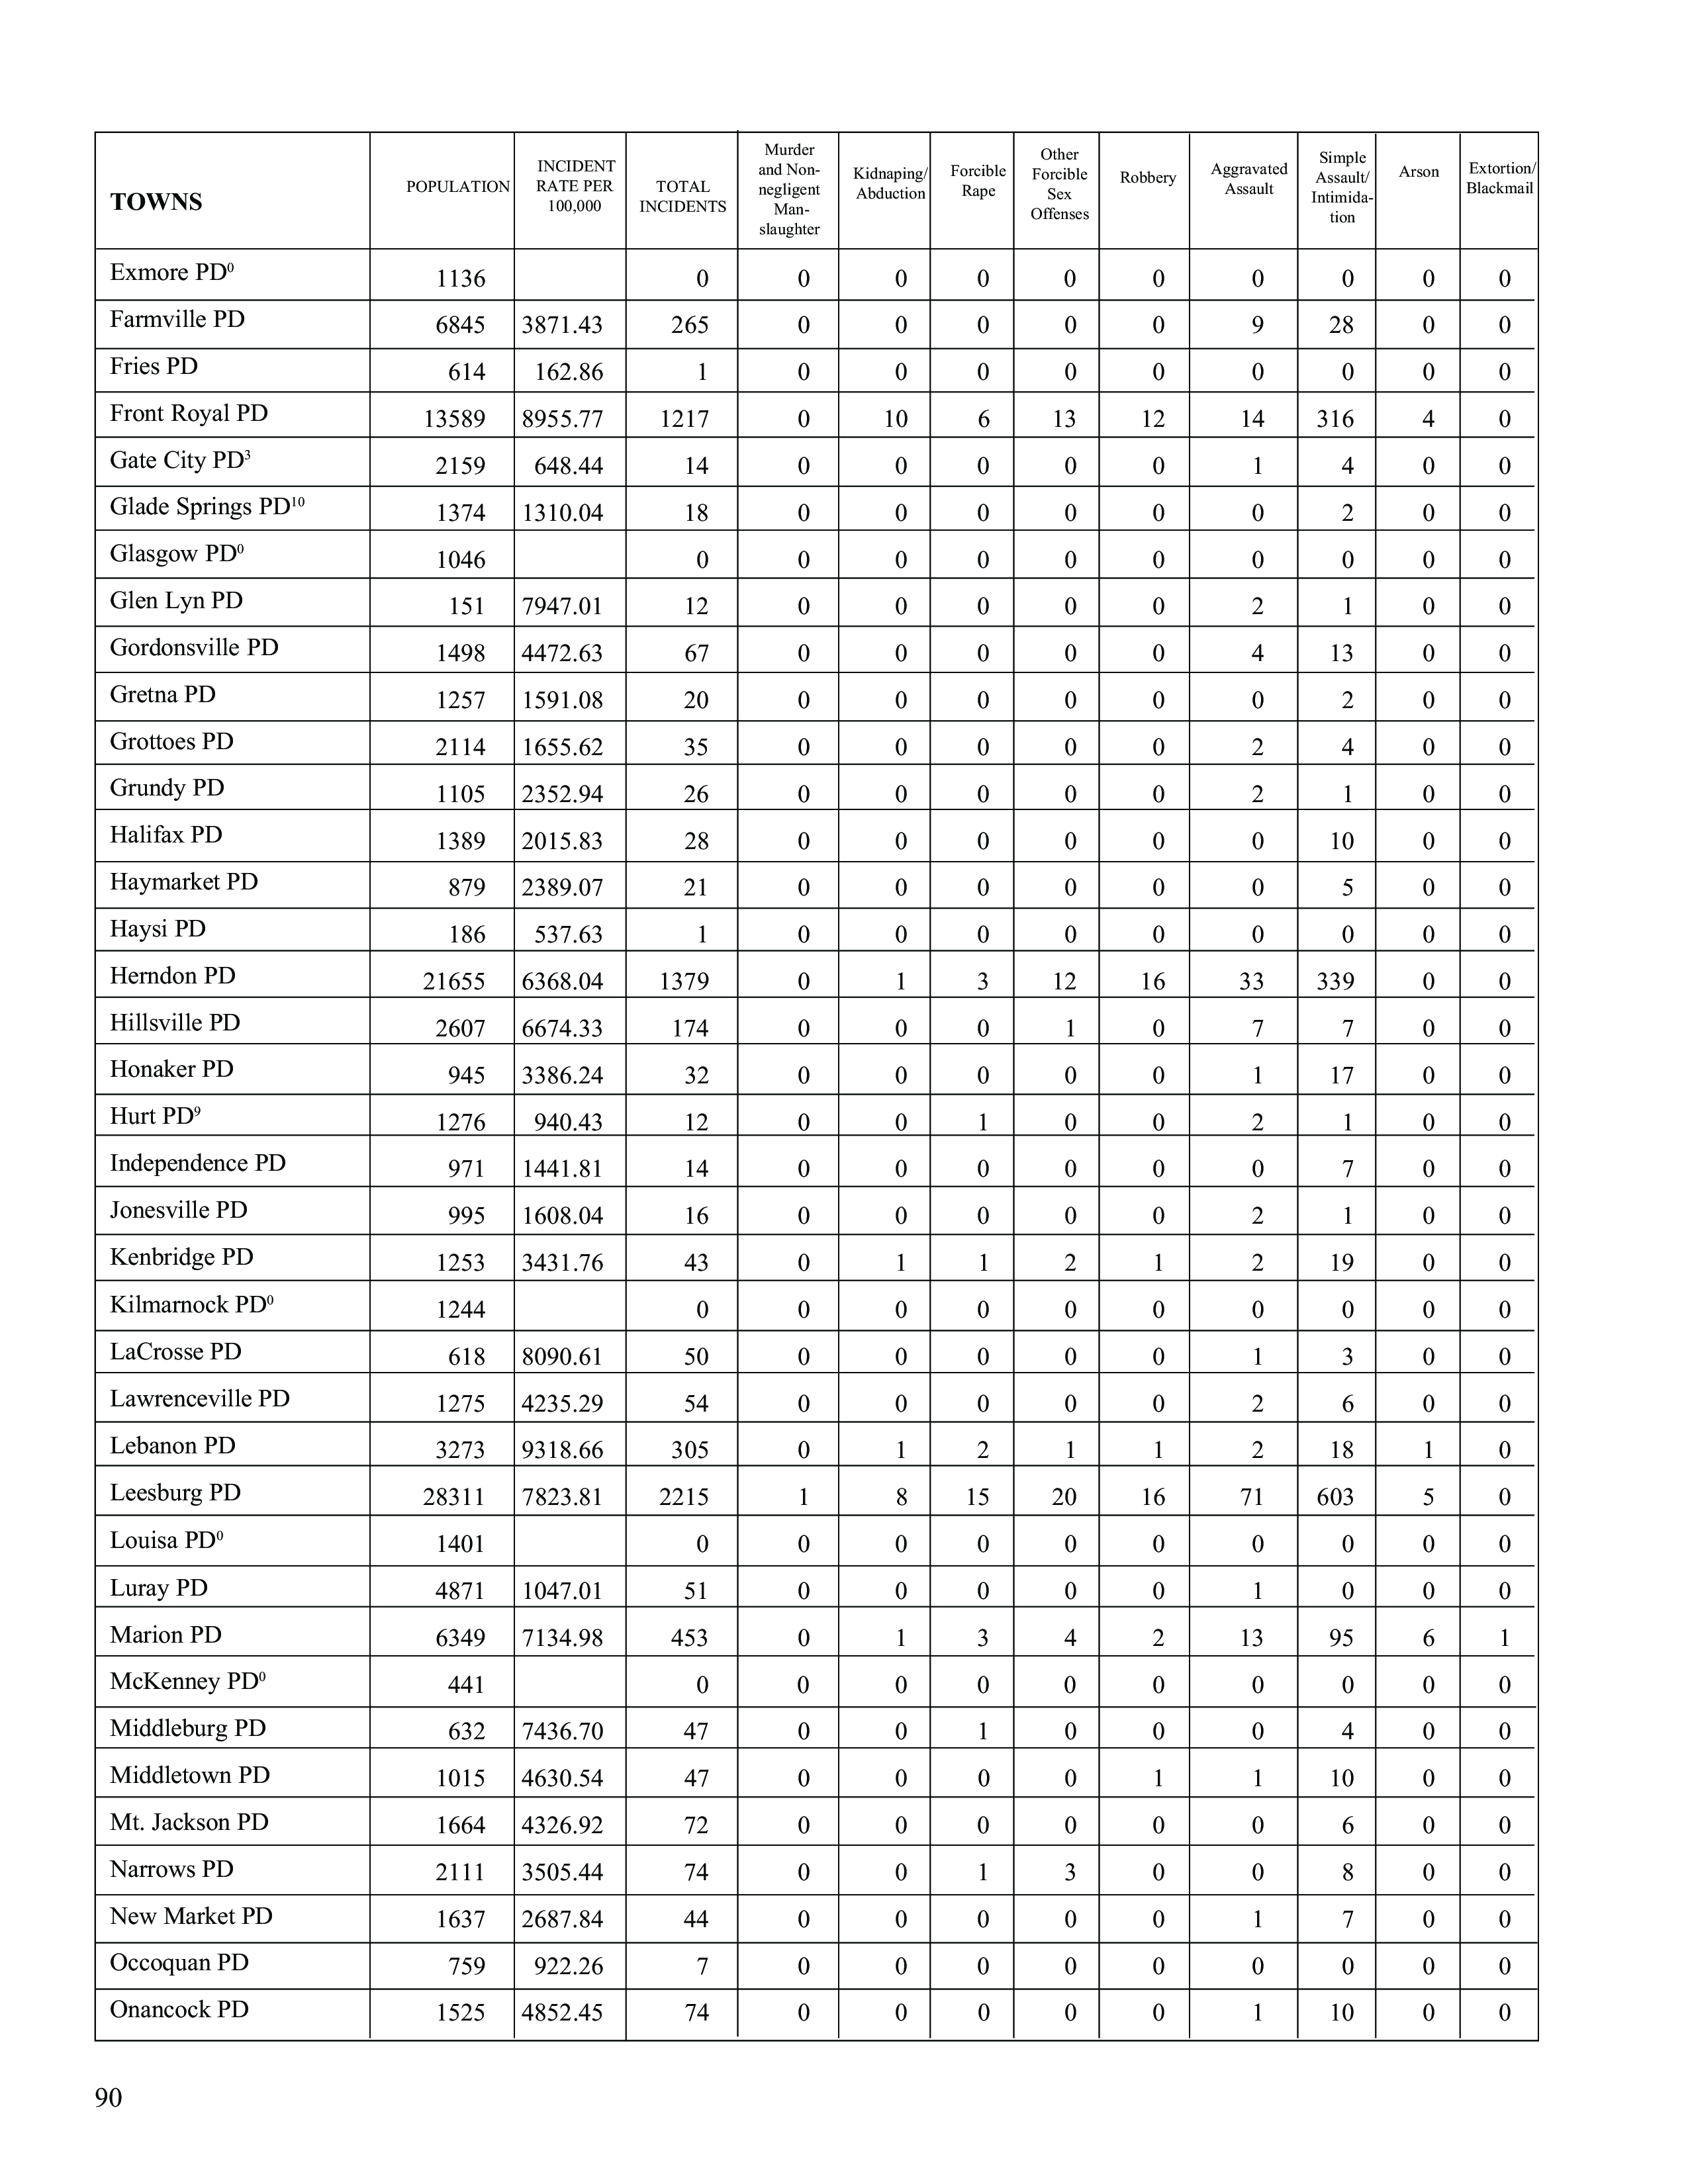 TOWNS POPULATION INCIDENT RATE PER 100,000 TOTAL INCIDENTS Murder and Non-negligent Man-slaughter Kidnaping/ Abduction Forcible Rape Other Forcible Sex Offenses Robbery Aggravated Assault Simple Assault/ Intimida-tion Arson Extortion/ Blackmail
Exmore PD⁰ 1136 0 0 0 0 0 0 0 0 0 0
Farmville PD 6845 3871.43 265 0 0 0 0 0 9 28 0 0
Fries PD 614 162.86 1 0 0 0 0 0 0 0 0 0
Front Royal PD 13589 8955.77 1217 0 10 6 13 12 14 316 4 0
Gate City PD³ 2159 648.44 14 0 0 0 0 0 1 4 0 0
Glade Springs PD¹⁰ 1374 1310.04 18 0 0 0 0 0 0 2 0 0
Glasgow PD⁰ 1046 0 0 0 0 0 0 0 0 0 0
Glen Lyn PD 151 7947.01 12 0 0 0 0 0 2 1 0 0
Gordonsville PD 1498 4472.63 67 0 0 0 0 0 4 13 0 0
Gretna PD 1257 1591.08 20 0 0 0 0 0 0 2 0 0
Grottoes PD 2114 1655.62 35 0 0 0 0 0 2 4 0 0
Grundy PD 1105 2352.94 26 0 0 0 0 0 2 1 0 0
Halifax PD 1389 2015.83 28 0 0 0 0 0 0 10 0 0
Haymarket PD 879 2389.07 21 0 0 0 0 0 0 5 0 0
Haysi PD 186 537.63 1 0 0 0 0 0 0 0 0 0
Herndon PD 21655 6368.04 1379 0 1 3 12 16 33 339 0 0
Hillsville PD 2607 6674.33 174 0 0 0 1 0 7 7 0 0
Honaker PD 945 3386.24 32 0 0 0 0 0 1 17 0 0
Hurt PD⁹ 1276 940.43 12 0 0 1 0 0 2 1 0 0
Independence PD 971 1441.81 14 0 0 0 0 0 0 7 0 0
Jonesville PD 995 1608.04 16 0 0 0 0 0 2 1 0 0
Kenbridge PD 1253 3431.76 43 0 1 1 2 1 2 19 0 0
Kilmarnock PD⁰ 1244 0 0 0 0 0 0 0 0 0 0
LaCrosse PD 618 8090.61 50 0 0 0 0 0 1 3 0 0
Lawrenceville PD 1275 4235.29 54 0 0 0 0 0 2 6 0 0
Lebanon PD 3273 9318.66 305 0 1 2 1 1 2 18 1 0
Leesburg PD 28311 7823.81 2215 1 8 15 20 16 71 603 5 0
Louisa PD⁰ 1401 0 0 0 0 0 0 0 0 0 0
Luray PD 4871 1047.01 51 0 0 0 0 0 1 0 0 0
Marion PD 6349 7134.98 453 0 1 3 4 2 13 95 6 1
McKenney PD⁰ 441 0 0 0 0 0 0 0 0 0 0
Middleburg PD 632 7436.70 47 0 0 1 0 0 0 4 0 0
Middletown PD 1015 4630.54 47 0 0 0 0 1 1 10 0 0
Mt. Jackson PD 1664 4326.92 72 0 0 0 0 0 0 6 0 0
Narrows PD 2111 3505.44 74 0 0 1 3 0 0 8 0 0
New Market PD 1637 2687.84 44 0 0 0 0 0 1 7 0 0
Occoquan PD 759 922.26 7 0 0 0 0 0 0 0 0 0
Onancock PD 1525 4852.45 74 0 0 0 0 0 1 10 0 0
90